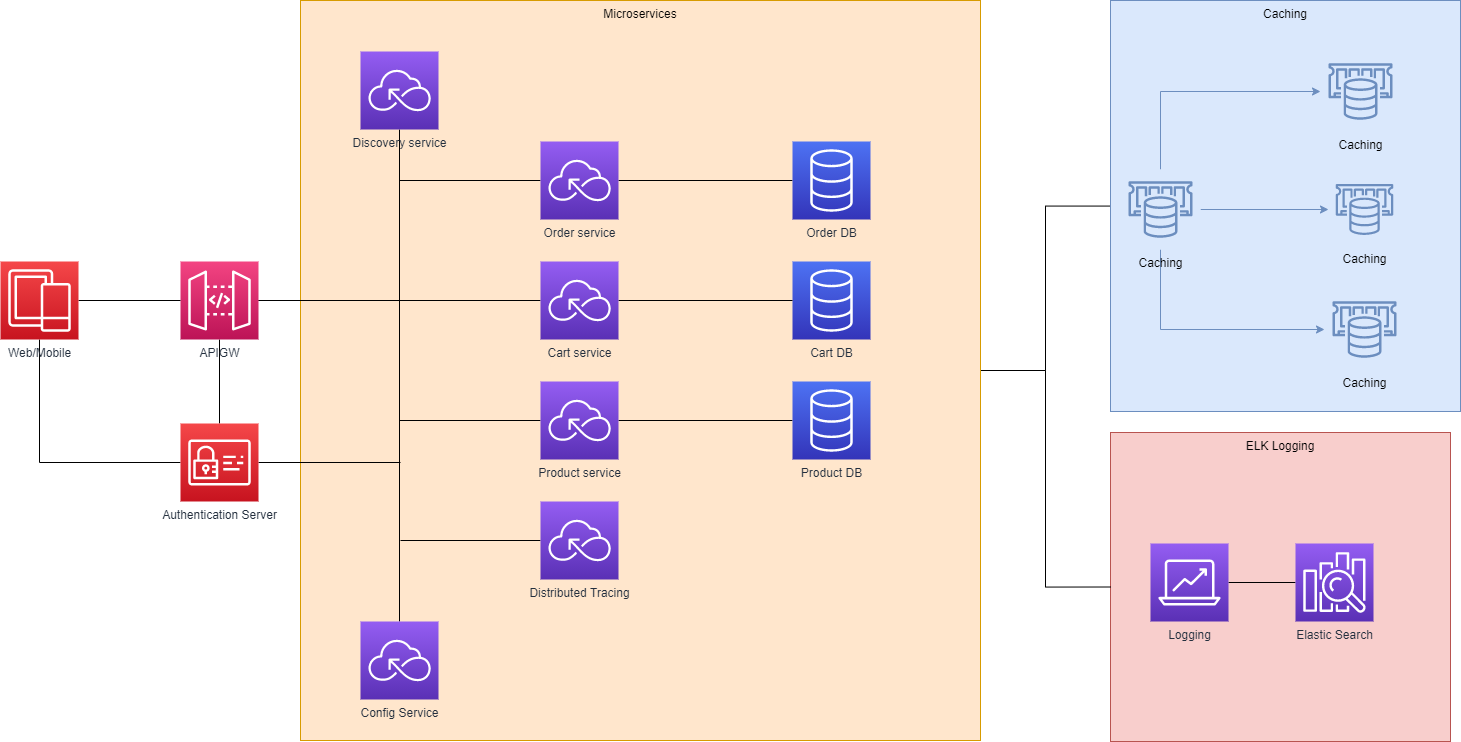 Microservices
Caching
Discovery service
Caching
Order service
Order DB
Caching
Caching
Web/Mobile
APIGW
Cart service
Cart DB
Caching
ELK Logging
Product service
Product DB
Authentication Server
Distributed Tracing
Logging
Elastic Search
Config Service